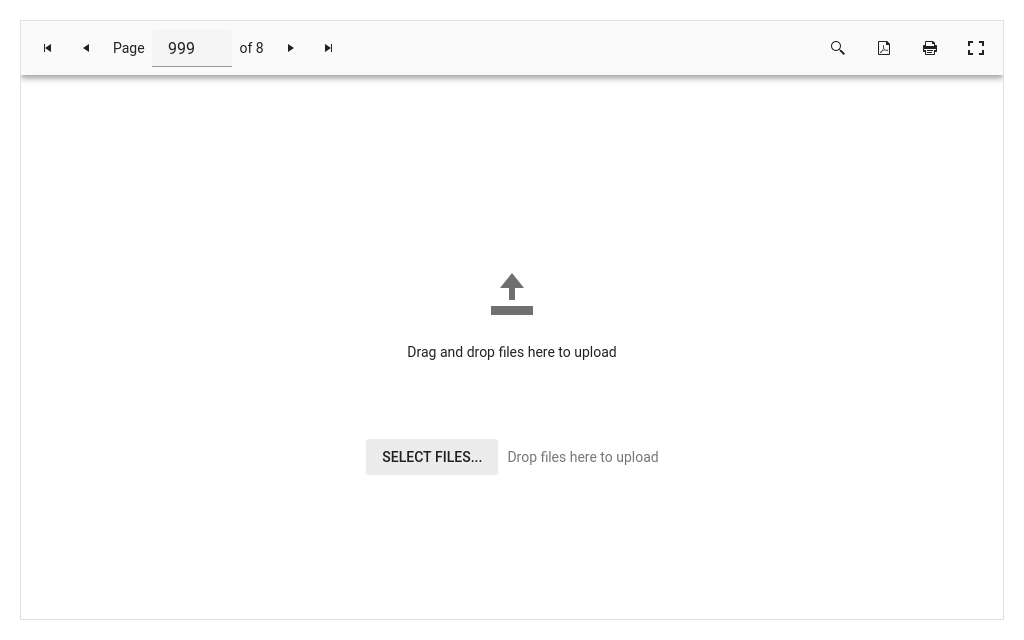 Page 999 of 8
Drag and drop files here to upload
SELECT FILES... Drop files here to upload